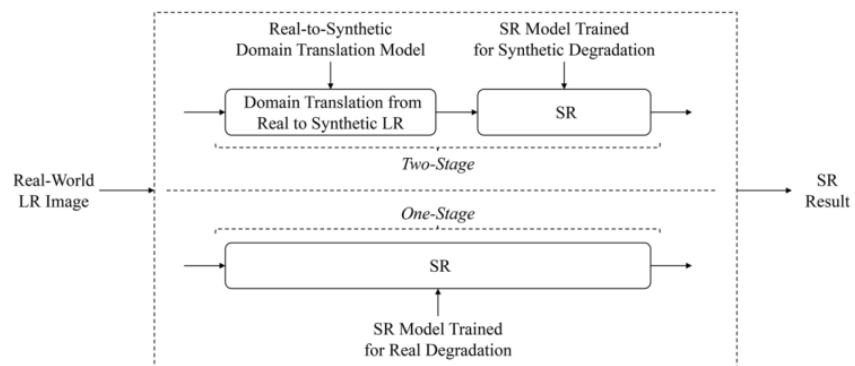 Real-to-Synthetic
Domain Translation Model
SR Model Trained
for Synthetic Degradation
Domain Translation from
Real to Synthetic LR
SR
Two-Stage
Real-World
LR Image
SR
Result
One-Stage
SR
SR Model Trained
for Real Degradation